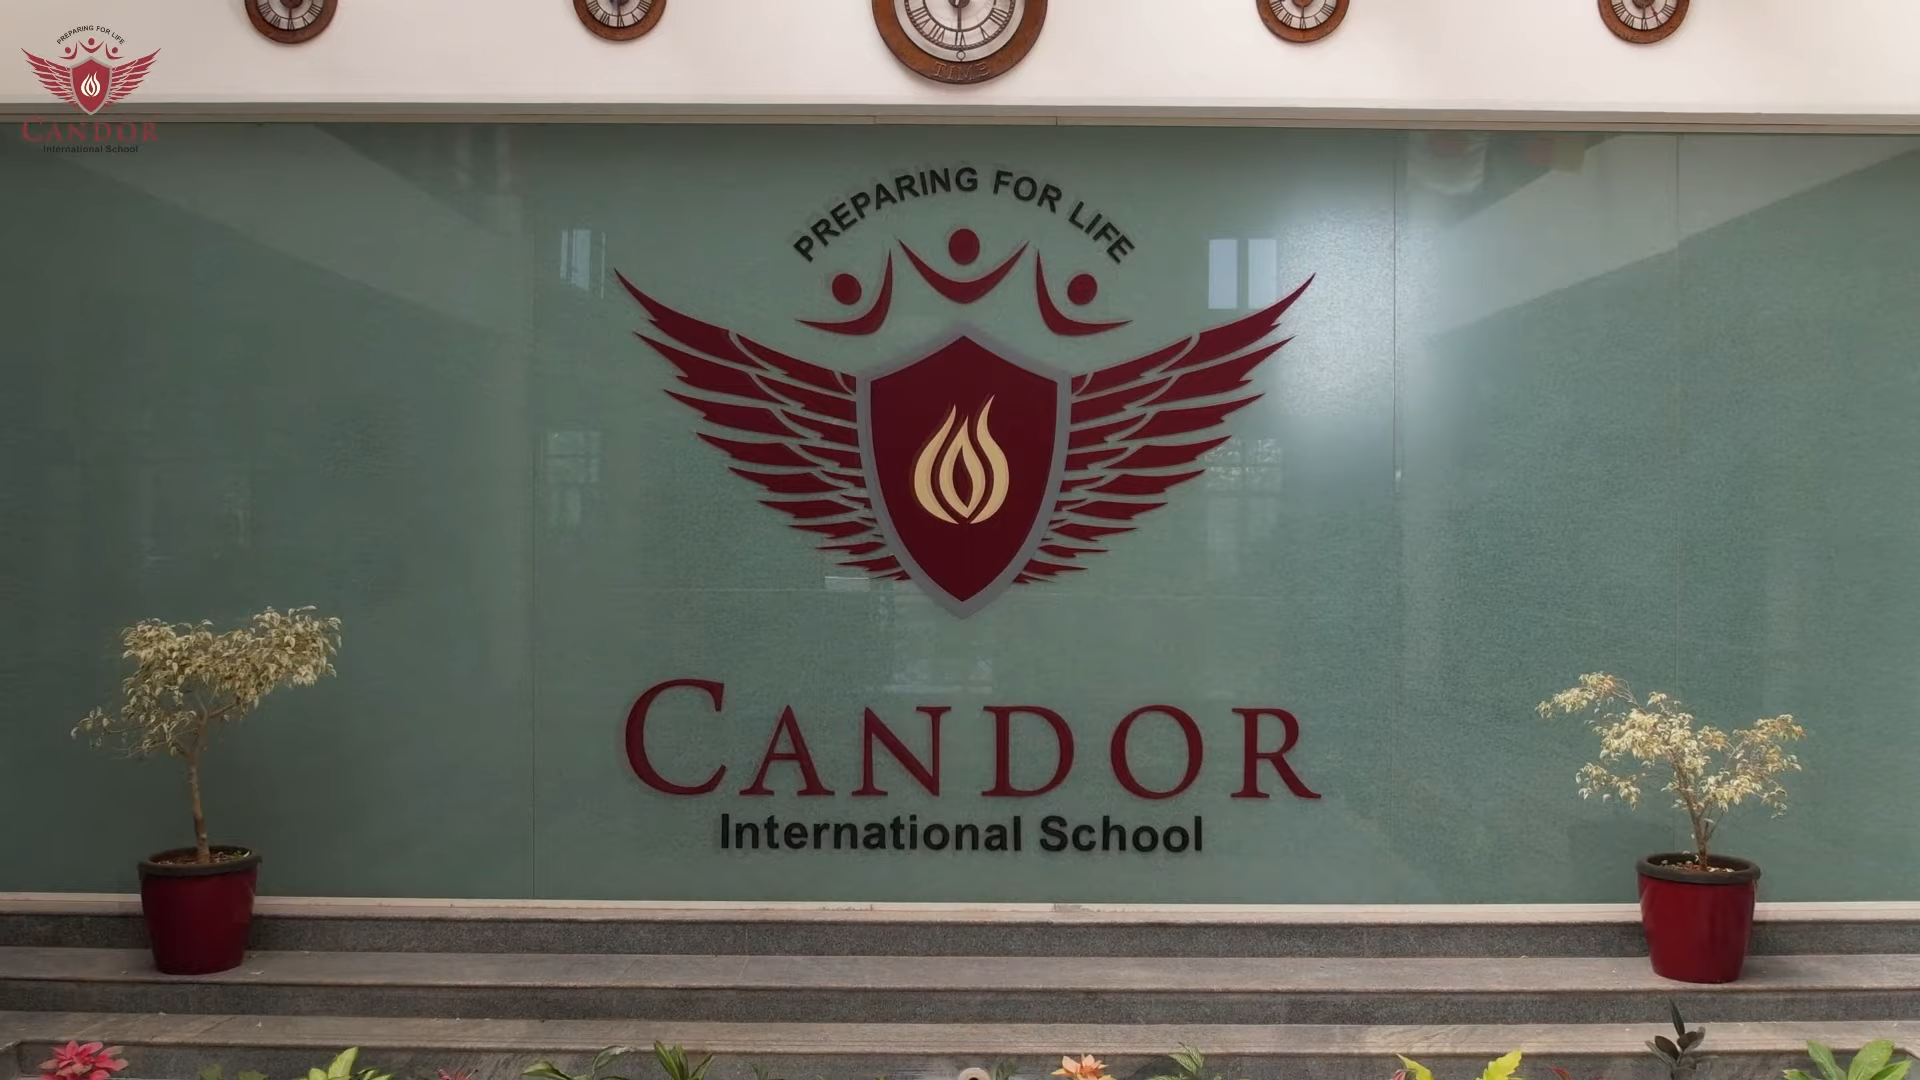 PREPARING FOR LIFE
CANDOR
International School
TIME
PREPARING FOR LIFE
CANDOR
International School